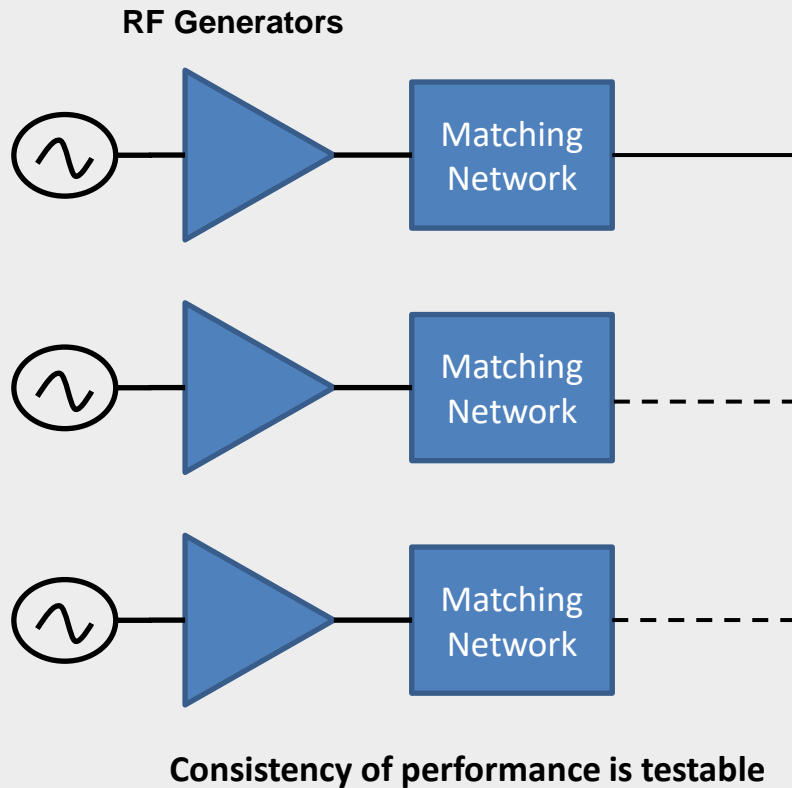 RF Generators
Matching
Network
Matching
Network
Matching
Network
Consistency of performance is testable